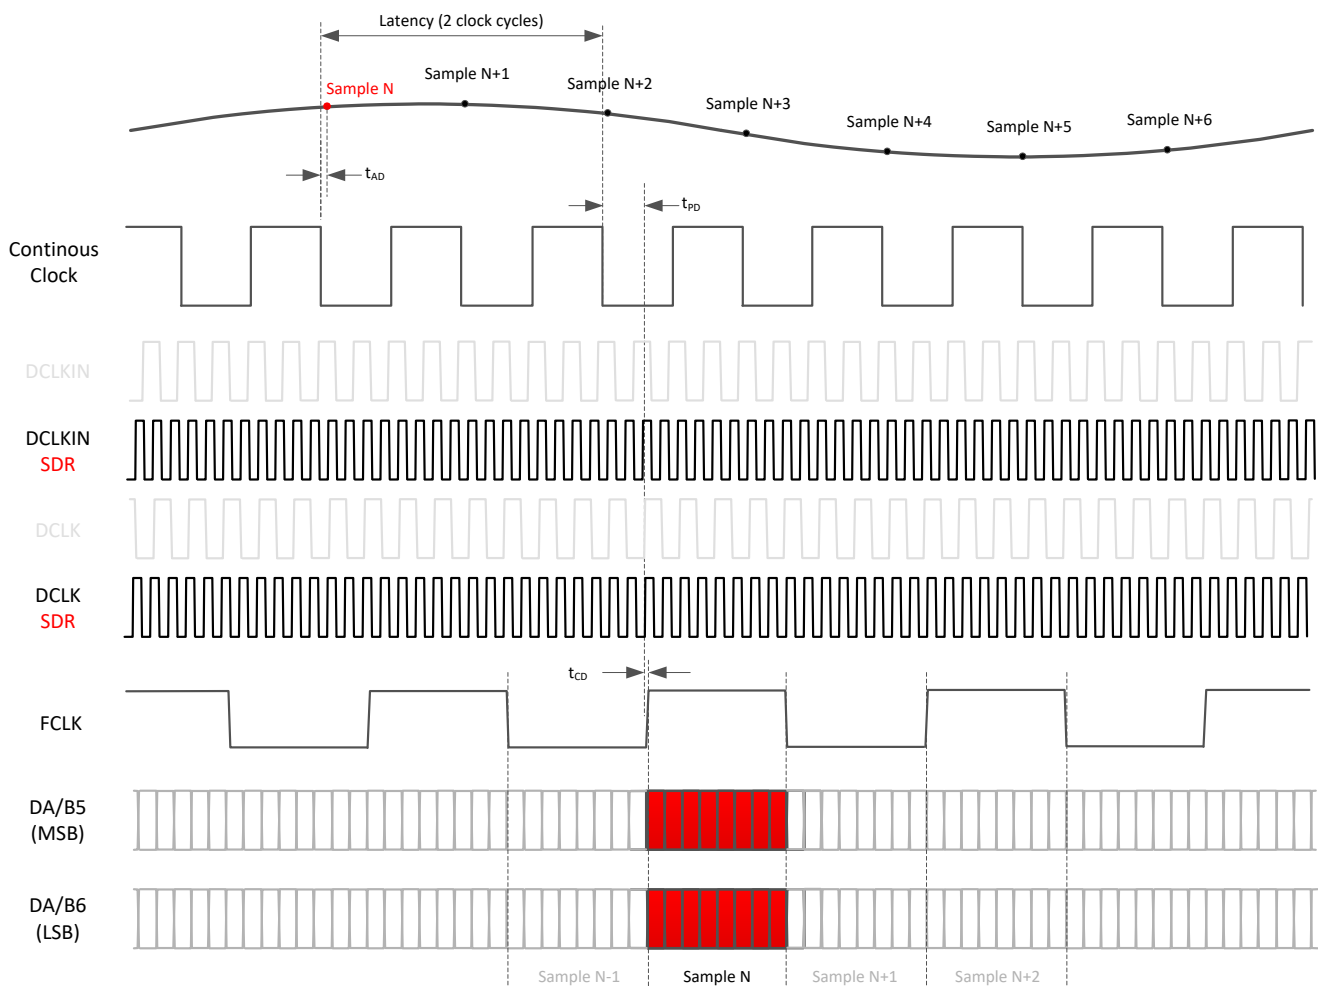 Latency (2 clock cycles)
Sample N
Sample N+1
Sample N+2
Sample N+3
Sample N+4
Sample N+5
Sample N+6
tAD
tPD
Continous
Clock
DCLKIN
DCLKIN
SDR
DCLK
DCLK
SDR
tCD
FCLK
DA/B5
(MSB)
DA/B6
(LSB)
Sample N-1
Sample N
Sample N+1
Sample N+2